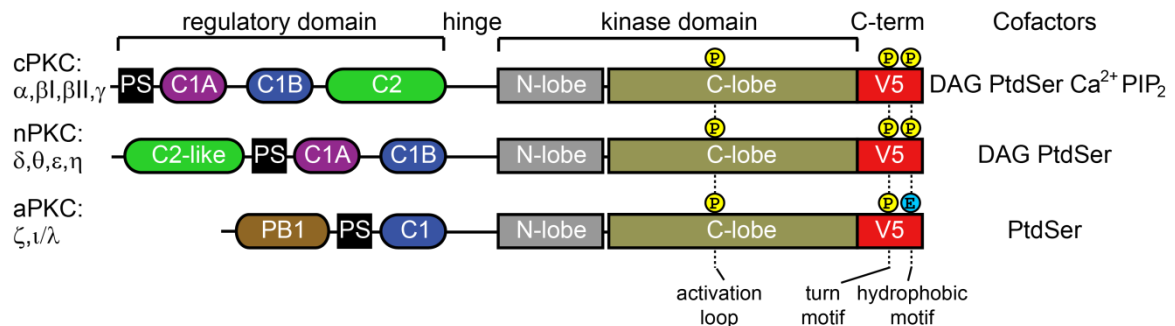 regulatory domain hinge kinase domain C-term Cofactors
cPKC:
α,βI,βII,γ
PS C1A C1B C2 N-lobe C-lobe V5 DAG PtdSer Ca²⁺ PIP₂
P P P
nPKC:
δ,θ,ε,η
C2-like PS C1A C1B N-lobe C-lobe V5 DAG PtdSer
P P P
aPKC:
ζ,ι/λ
PB1 PS C1 N-lobe C-lobe V5 PtdSer
P P E
activation loop
turn motif
hydrophobic motif